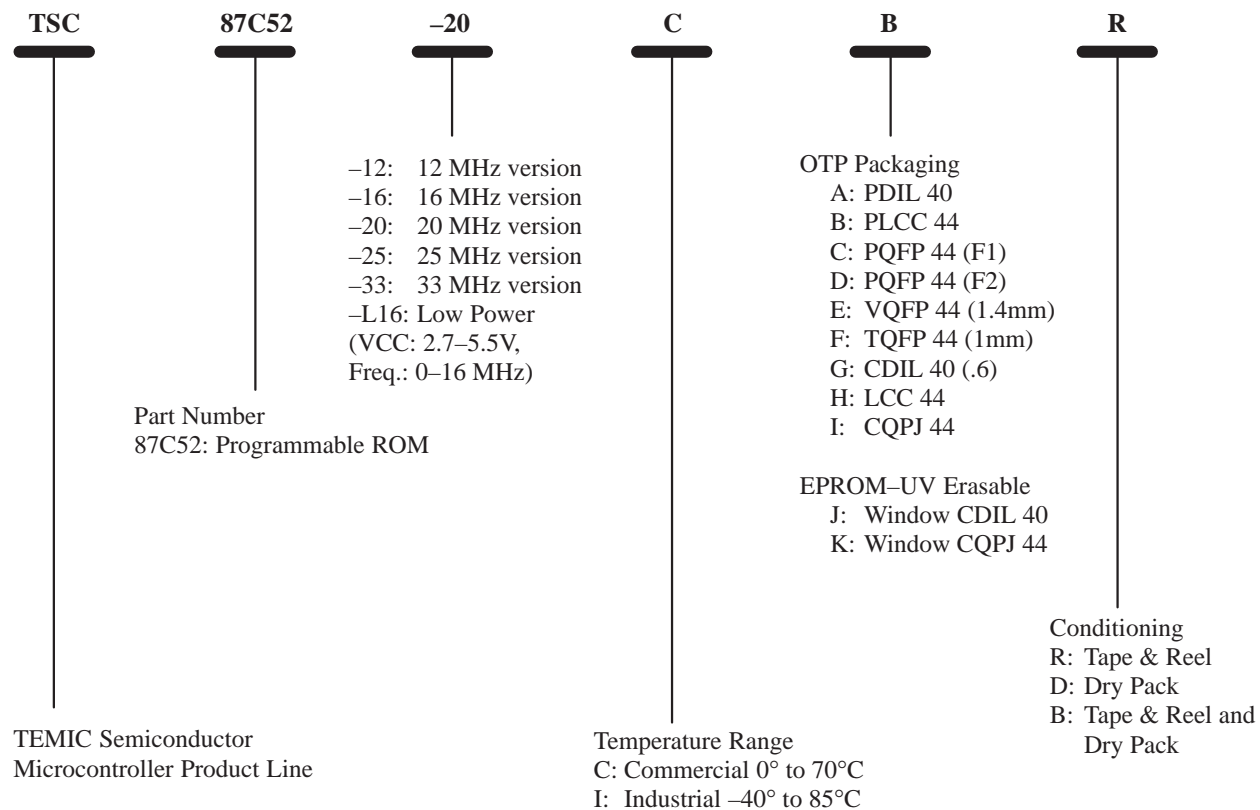 TSC 87C52 –20 C B R
–12: 12 MHz version
–16: 16 MHz version
–20: 20 MHz version
–25: 25 MHz version
–33: 33 MHz version
–L16: Low Power
(VCC: 2.7–5.5V,
Freq.: 0–16 MHz)
Part Number
87C52: Programmable ROM
OTP Packaging
A: PDIL 40
B: PLCC 44
C: PQFP 44 (F1)
D: PQFP 44 (F2)
E: VQFP 44 (1.4mm)
F: TQFP 44 (1mm)
G: CDIL 40 (.6)
H: LCC 44
I: CQPJ 44
EPROM–UV Erasable
J: Window CDIL 40
K: Window CQPJ 44
Conditioning
R: Tape & Reel
D: Dry Pack
B: Tape & Reel and
Dry Pack
TEMIC Semiconductor
Microcontroller Product Line
Temperature Range
C: Commercial 0° to 70°C
I: Industrial –40° to 85°C